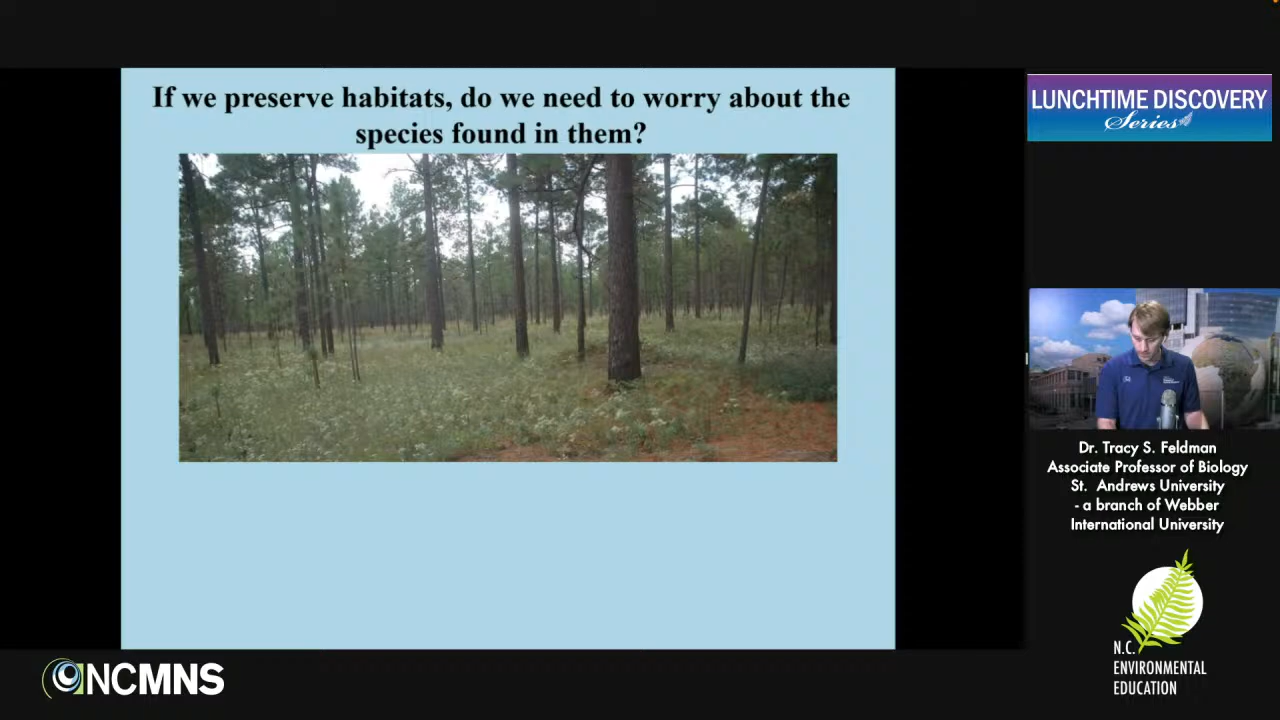 If we preserve habitats, do we need to worry about the
species found in them?
LUNCHTIME DISCOVERY
Series
Dr. Tracy S. Feldman
Associate Professor of Biology
St. Andrews University
- a branch of Webber
International University
N.C.
ENVIRONMENTAL
EDUCATION
NCMNS